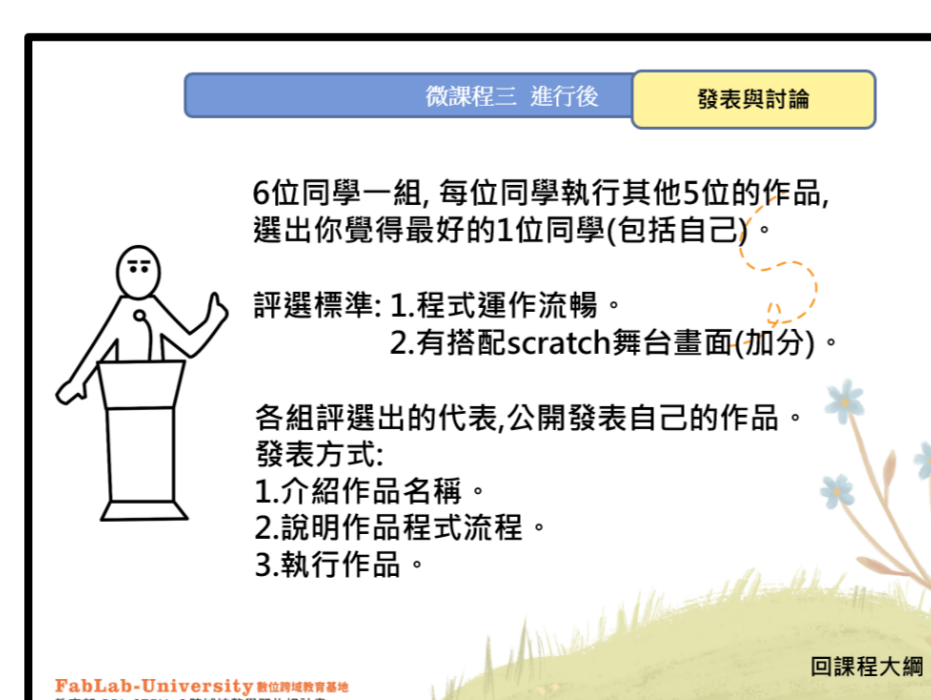 微課程三 進行後
發表與討論
6位同學一組, 每位同學執行其他5位的作品,
選出你覺得最好的1位同學(包括自己)。
評選標準: 1.程式運作流暢。
2.有搭配scratch舞台畫面(加分)。
各組評選出的代表,公開發表自己的作品。
發表方式:
1.介紹作品名稱。
2.說明作品程式流程。
3.執行作品。
回課程大綱
FabLab-University 數位跨域教育基地